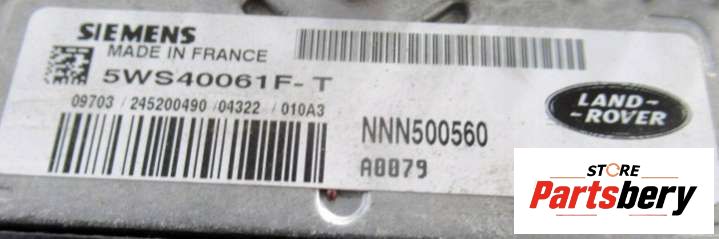 SIEMENS
MADE IN FRANCE
5WS40061F-T
09703 / 245200490 / 04322 / 010A3
NNN500560
A0079
LAND-
-ROVER
STORE
Partsbery